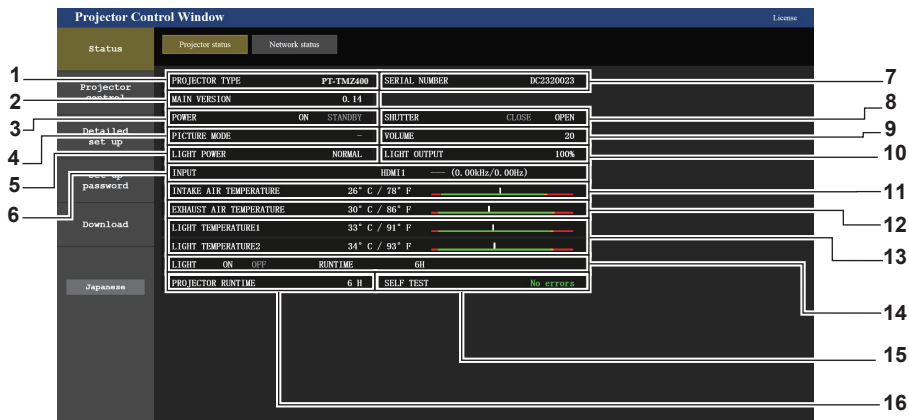 Projector Control Window
License
Status
Projector status
Network status
1
PROJECTOR TYPE PT-TMZ400
SERIAL NUMBER DC2320023
7
Projector
control
2
MAIN VERSION 0.14
8
3
POWER ON STANDBY
SHUTTER CLOSE OPEN
Detailed
set up
4
PICTURE MODE -
VOLUME 20
9
5
LIGHT POWER NORMAL
LIGHT OUTPUT 100%
10
Set up
password
6
INPUT HDMI1 --- (0.00kHz/0.00Hz)
INTAKE AIR TEMPERATURE 26° C / 78° F
11
EXHAUST AIR TEMPERATURE 30° C / 86° F
12
Download
LIGHT TEMPERATURE1 33° C / 91° F
LIGHT TEMPERATURE2 34° C / 93° F
13
LIGHT ON OFF RUNTIME 6H
14
PROJECTOR RUNTIME 6 H
SELF TEST No errors
Japanese
15
16